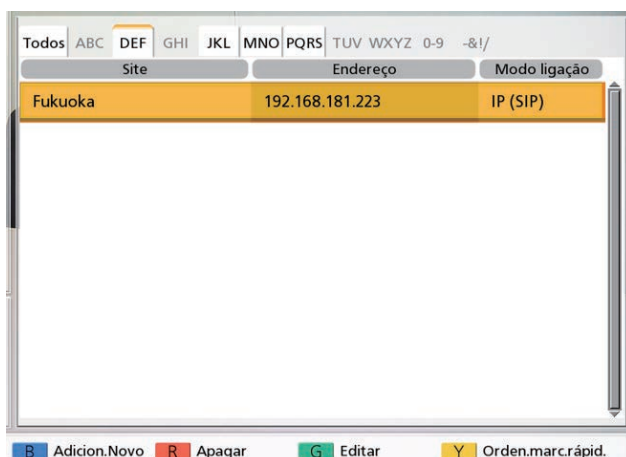 Todos ABC DEF GHI JKL MNO PQRS TUV WXYZ 0-9 -&!/
Site Endereço Modo ligação
Fukuoka 192.168.181.223 IP (SIP)
B Adicion.Novo R Apagar G Editar Y Orden.marc.rápid.